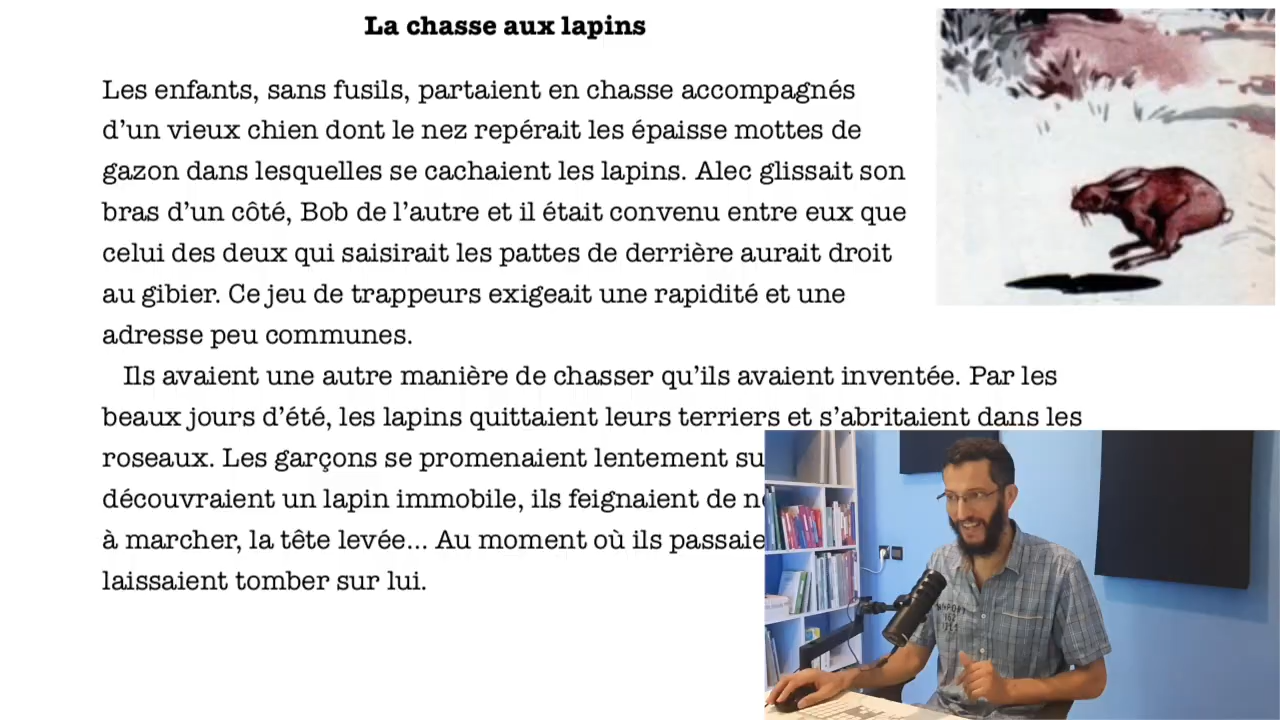 La chasse aux lapins
Les enfants, sans fusils, partaient en chasse accompagnés
d’un vieux chien dont le nez repérait les épaisse mottes de
gazon dans lesquelles se cachaient les lapins. Alec glissait son
bras d’un côté, Bob de l’autre et il était convenu entre eux que
celui des deux qui saisirait les pattes de derrière aurait droit
au gibier. Ce jeu de trappeurs exigeait une rapidité et une
adresse peu communes.
Ils avaient une autre manière de chasser qu’ils avaient inventée. Par les
beaux jours d’été, les lapins quittaient leurs terriers et s’abritaient dans les
roseaux. Les garçons se promenaient lentement
découvraient un lapin immobile, ils feignaient de
à marcher, la tête levée... Au moment où ils
laissaient tomber sur lui.